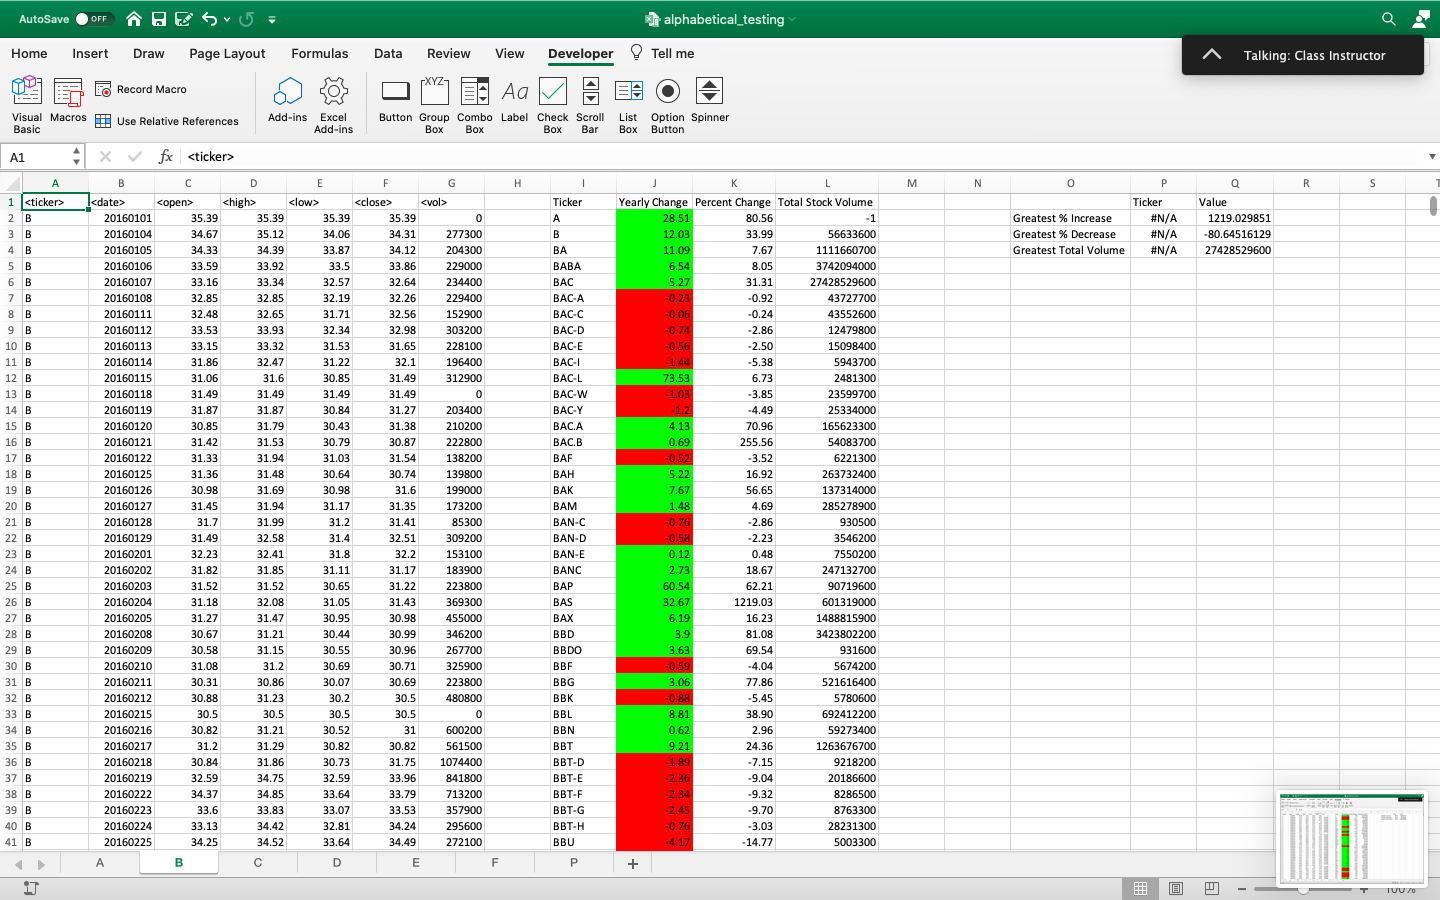 AutoSave OFF alphabetical_testing
Home Insert Draw Page Layout Formulas Data Review View Developer Tell me
Talking: Class Instructor
Visual Basic Macros Record Macro Use Relative References Add-ins Excel Add-ins Button Group Box Combo Box Label Check Box Scroll Bar List Box Option Button Spinner
XYZ Aa
A1 fx <ticker>
A B C D E F G H I J K L M N O P Q R S T
1 <ticker> <date> <open> <high> <low> <close> <vol> Ticker Yearly Change Percent Change Total Stock Volume Ticker Value
2 B 20160101 35.39 35.39 35.39 35.39 0 A 28.51 80.56 -1 Greatest % Increase #N/A 1219.029851
3 B 20160104 34.67 35.12 34.06 34.31 277300 B 12.03 33.99 56633600 Greatest % Decrease #N/A -80.64516129
4 B 20160105 34.33 34.39 33.87 34.12 204300 BA 11.09 7.67 1111660700 Greatest Total Volume #N/A 27428529600
5 B 20160106 33.59 33.92 33.5 33.86 229000 BABA 6.54 8.05 3742094000
6 B 20160107 33.16 33.34 32.57 32.64 234400 BAC 5.27 31.31 27428529600
7 B 20160108 32.85 32.85 32.19 32.26 229400 BAC-A -0.23 -0.92 43727700
8 B 20160111 32.48 32.65 31.71 32.56 152900 BAC-C -0.06 -0.24 43552600
9 B 20160112 33.53 33.93 32.34 32.98 303200 BAC-D -0.74 -2.86 12479800
10 B 20160113 33.15 33.32 31.53 31.65 228100 BAC-E -0.56 -2.50 15098400
11 B 20160114 31.86 32.47 31.22 32.1 196400 BAC-I -1.44 -5.38 5943700
12 B 20160115 31.06 31.6 30.85 31.49 312900 BAC-L 73.53 6.73 2481300
13 B 20160118 31.49 31.49 31.49 31.49 0 BAC-W -1.03 -3.85 23599700
14 B 20160119 31.87 31.87 30.84 31.27 203400 BAC-Y -1.2 -4.49 25334000
15 B 20160120 30.85 31.79 30.43 31.38 210200 BAC.A 4.13 70.96 165623300
16 B 20160121 31.42 31.53 30.79 30.87 222800 BAC.B 0.69 255.56 54083700
17 B 20160122 31.33 31.94 31.03 31.54 138200 BAF -0.52 -3.52 6221300
18 B 20160125 31.36 31.48 30.64 30.74 139800 BAH 5.22 16.92 263732400
19 B 20160126 30.98 31.69 30.98 31.6 199000 BAK 7.67 56.65 137314000
20 B 20160127 31.45 31.94 31.17 31.35 173200 BAM 1.48 4.69 285278900
21 B 20160128 31.7 31.99 31.2 31.41 85300 BAN-C -0.76 -2.86 930500
22 B 20160129 31.49 32.58 31.4 32.51 309200 BAN-D -0.58 -2.23 3546200
23 B 20160201 32.23 32.41 31.8 32.2 153100 BAN-E 0.12 0.48 7550200
24 B 20160202 31.82 31.85 31.11 31.17 183900 BANC 2.73 18.67 247132700
25 B 20160203 31.52 31.52 30.65 31.22 223800 BAP 60.54 62.21 90719600
26 B 20160204 31.18 32.08 31.05 31.43 369300 BAS 32.67 1219.03 601319000
27 B 20160205 31.27 31.47 30.95 30.98 455000 BAX 6.19 16.23 1488815900
28 B 20160208 30.67 31.21 30.44 30.99 346200 BBD 3.9 81.08 3423802200
29 B 20160209 30.58 31.15 30.55 30.96 267700 BBDO 3.63 69.54 931600
30 B 20160210 31.08 31.2 30.69 30.71 325900 BBF -0.59 -4.04 5674200
31 B 20160211 30.31 30.86 30.07 30.69 223800 BBG 3.06 77.86 521616400
32 B 20160212 30.88 31.23 30.2 30.5 480800 BBK -0.88 -5.45 5780600
33 B 20160215 30.5 30.5 30.5 30.5 0 BBL 8.81 38.90 692412200
34 B 20160216 30.82 31.21 30.52 31 600200 BBN 0.62 2.96 59273400
35 B 20160217 31.2 31.29 30.82 30.82 561500 BBT 9.21 24.36 1263676700
36 B 20160218 30.84 31.86 30.73 31.75 1074400 BBT-D -1.89 -7.15 9218200
37 B 20160219 32.59 34.75 32.59 33.96 841800 BBT-E -2.36 -9.04 20186600
38 B 20160222 34.37 34.85 33.64 33.79 713200 BBT-F -2.34 -9.32 8286500
39 B 20160223 33.6 33.83 33.07 33.53 357900 BBT-G -2.45 -9.70 8763300
40 B 20160224 33.13 34.42 32.81 34.24 295600 BBT-H -0.76 -3.03 28231300
41 B 20160225 34.25 34.52 33.64 34.49 272100 BBU -4.17 -14.77 5003300
A B C D E F P
100%